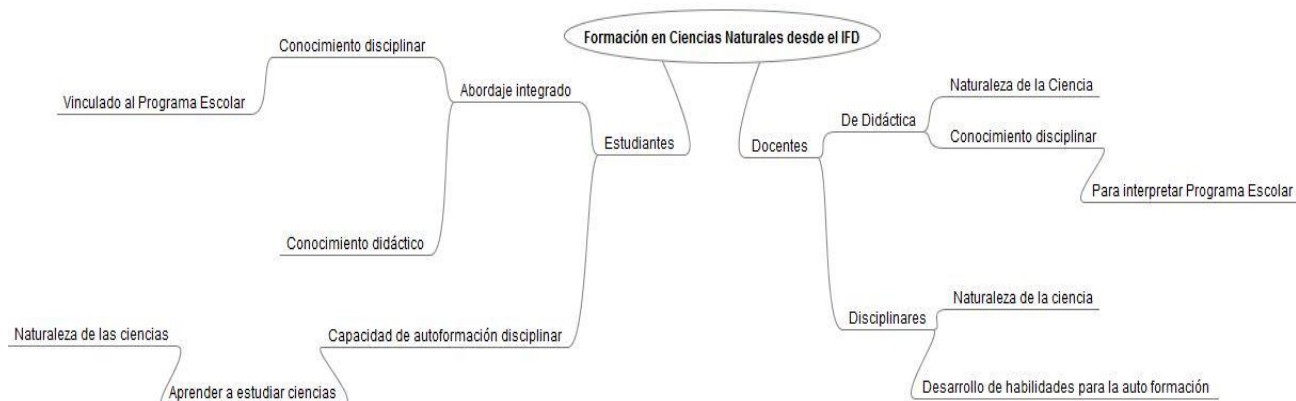 Formación en Ciencias Naturales desde el IFD
Conocimiento disciplinar
Vinculado al Programa Escolar
Abordaje integrado
Estudiantes
Conocimiento didáctico
Capacidad de autoformación disciplinar
Naturaleza de las ciencias
Aprender a estudiar ciencias
Docentes
De Didáctica
Naturaleza de la Ciencia
Conocimiento disciplinar
Para interpretar Programa Escolar
Disciplinares
Naturaleza de la ciencia
Desarrollo de habilidades para la auto formación